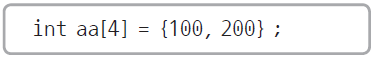 int aa[4] = {100, 200} ;